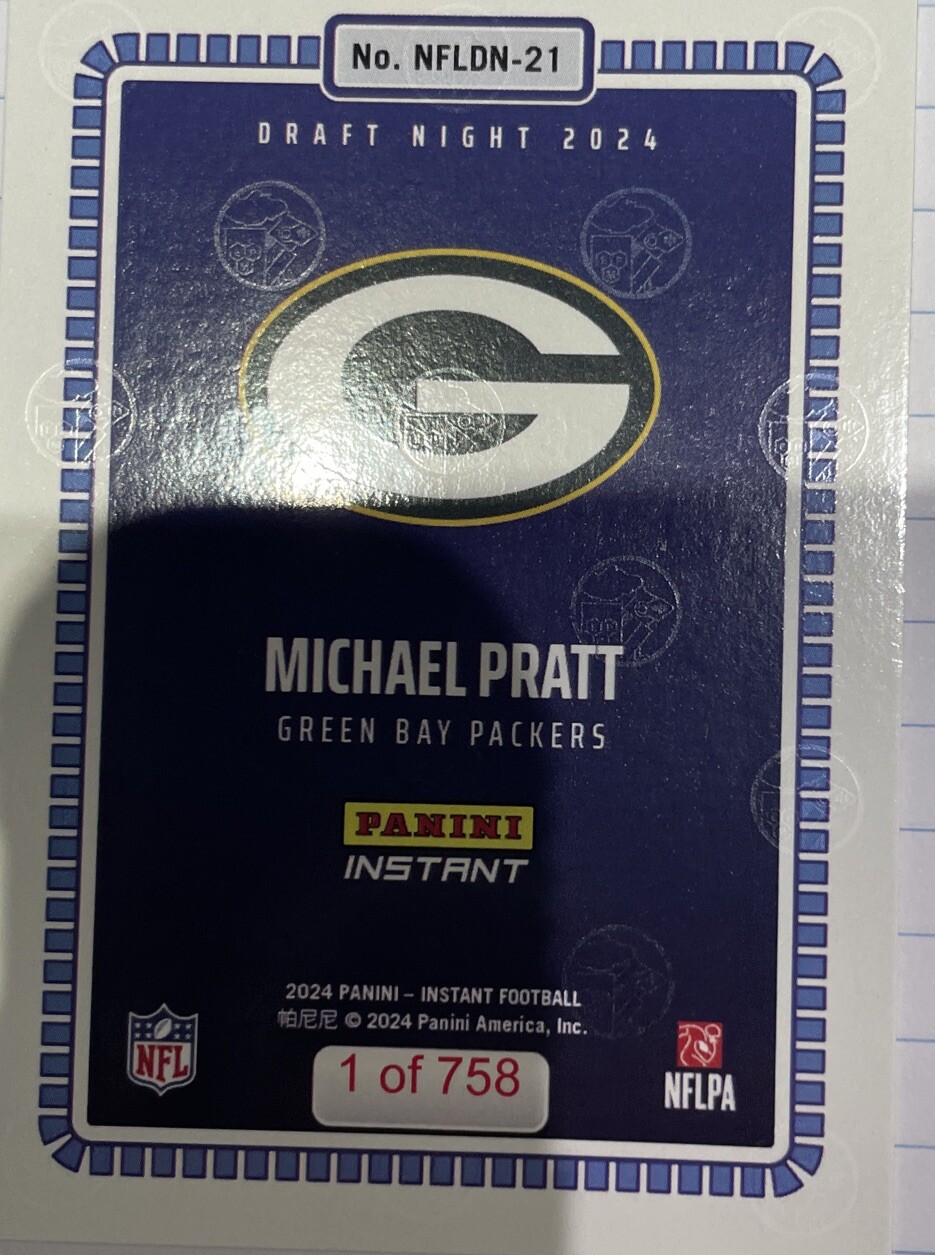 No. NFLDN-21
DRAFT NIGHT 2024
G
MICHAEL PRATT
GREEN BAY PACKERS
PANINI
INSTANT
2024 PANINI – INSTANT FOOTBALL
帕尼尼 © 2024 Panini America, Inc.
NFL
1 of 758
NFLPA